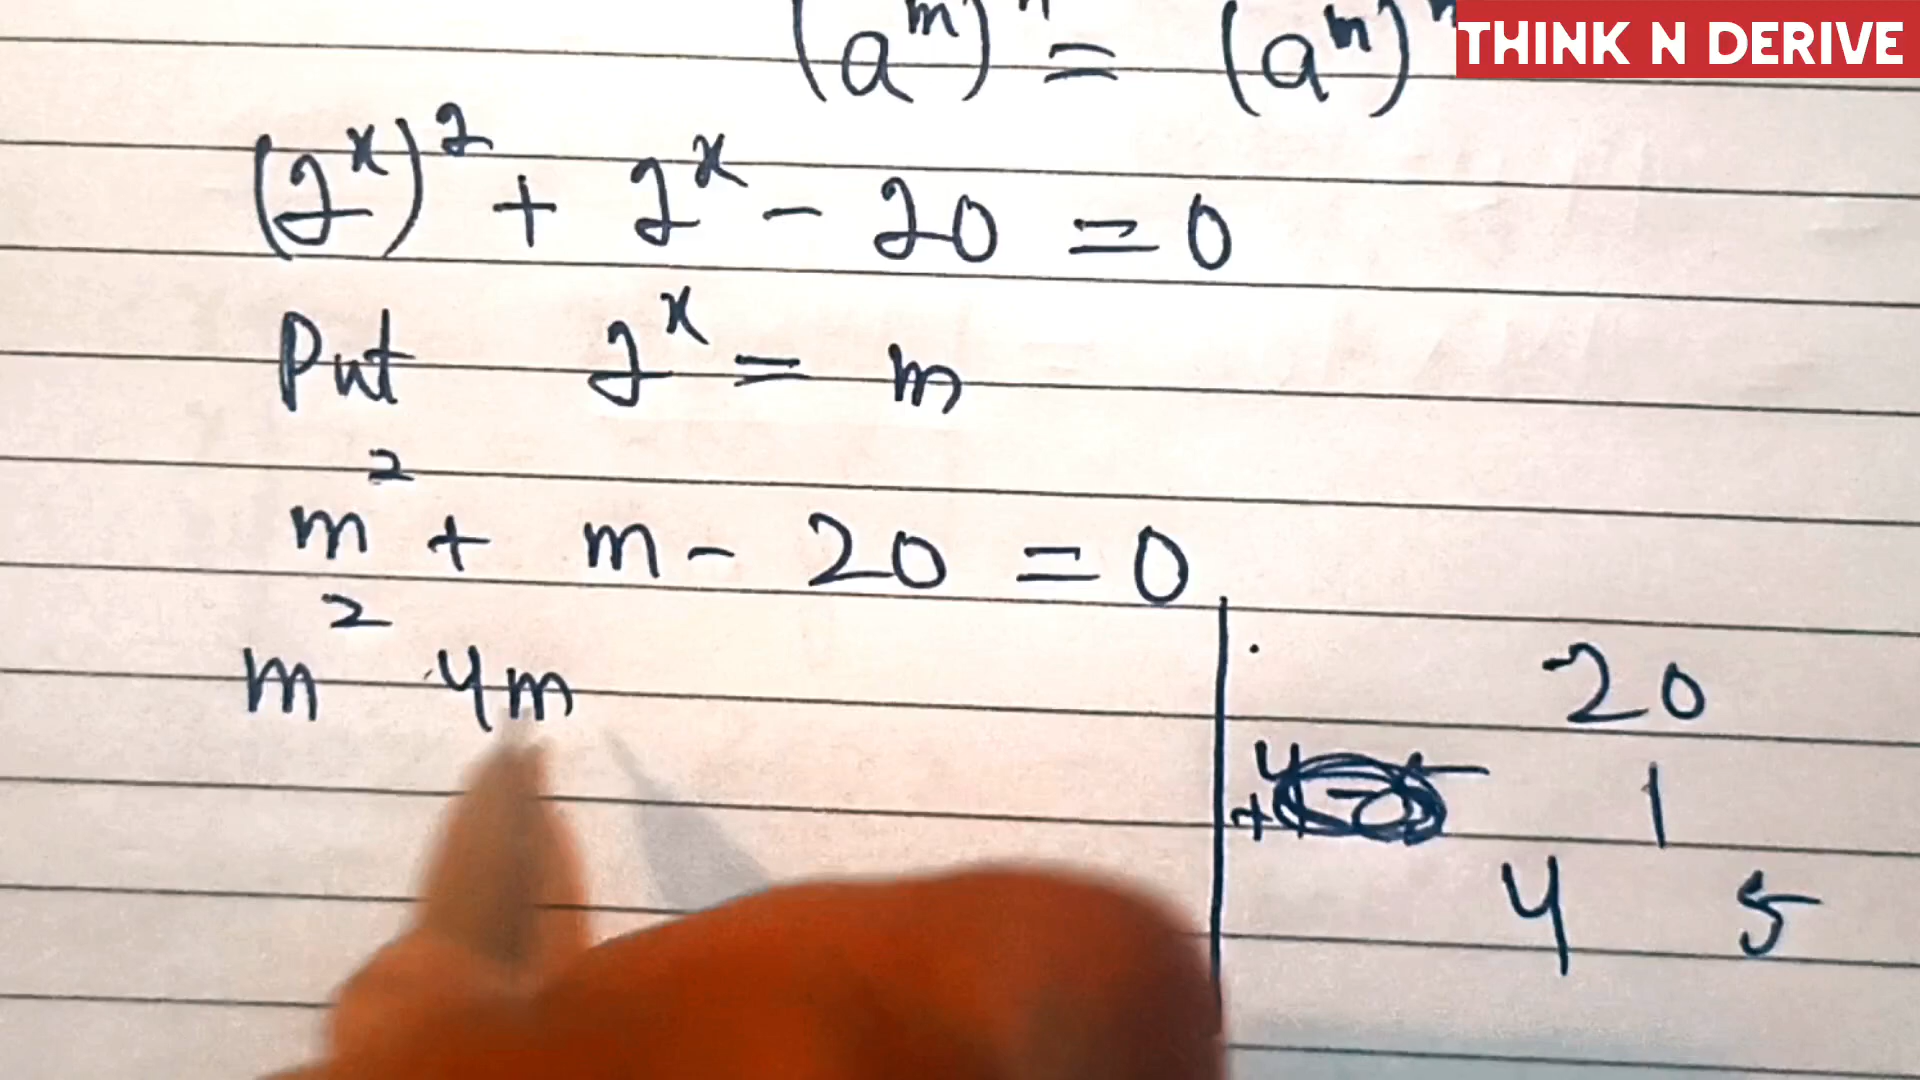 (a^m)^n = (a^m)^n
THINK N DERIVE
(2^x)^2 + 2^x - 20 = 0
Put 2^x = m
m^2 + m - 20 = 0
m^2 4m
20
+
1
4 5